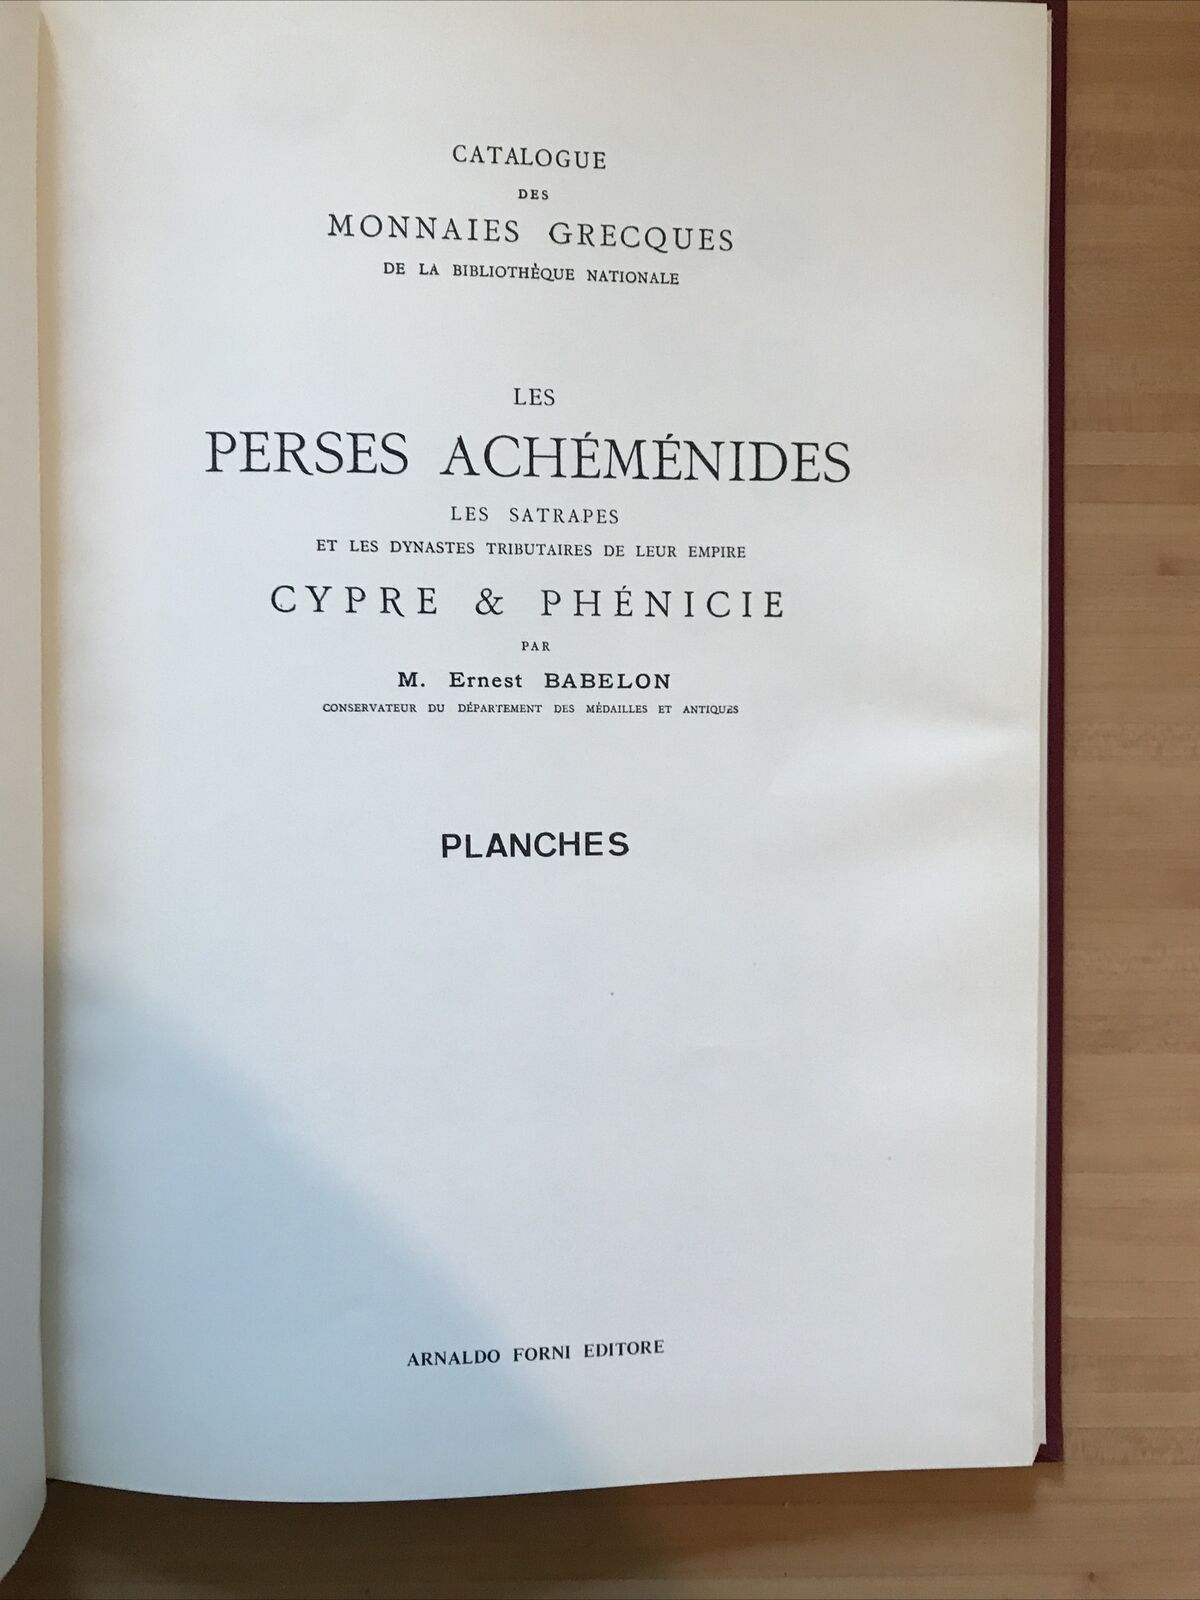 CATALOGUE
DES
MONNAIES GRECQUES
DE LA BIBLIOTHÈQUE NATIONALE
LES
PERSES ACHÉMÉNIDES
LES SATRAPES
ET LES DYNASTES TRIBUTAIRES DE LEUR EMPIRE
CYPRE & PHÉNICIE
PAR
M. Ernest BABELON
CONSERVATEUR DU DÉPARTEMENT DES MÉDAILLES ET ANTIQUES
PLANCHES
ARNALDO FORNI EDITORE